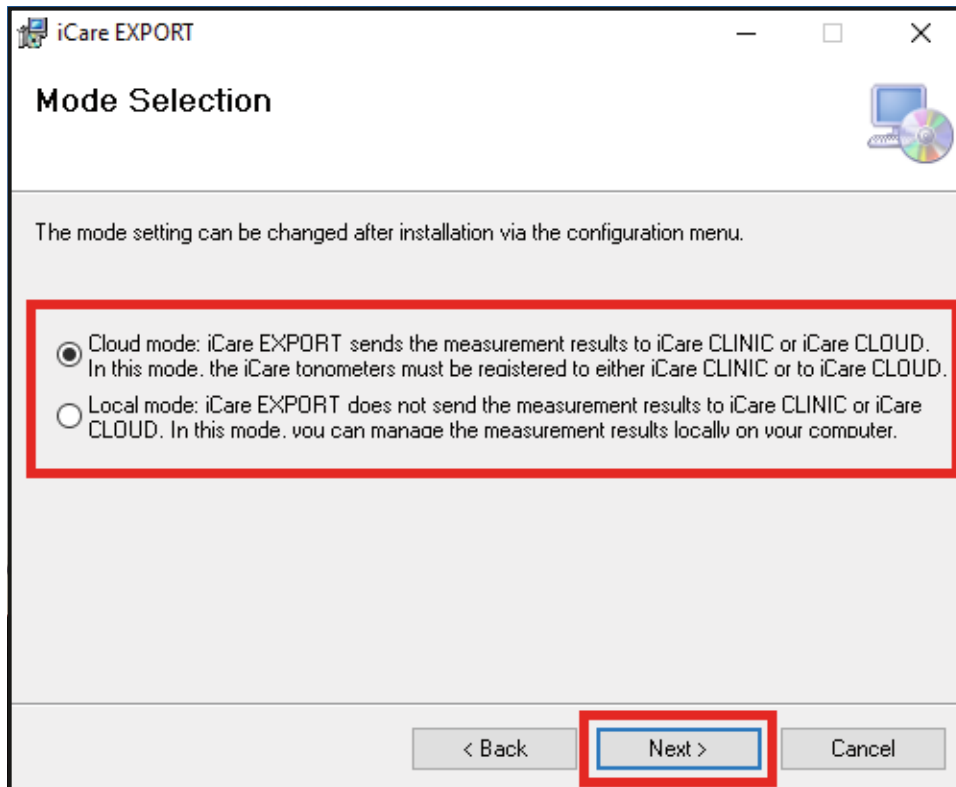 iCare EXPORT
Mode Selection
The mode setting can be changed after installation via the configuration menu.
Cloud mode: iCare EXPORT sends the measurement results to iCare CLINIC or iCare CLOUD.
In this mode, the iCare tonometers must be registered to either iCare CLINIC or to iCare CLOUD.
Local mode: iCare EXPORT does not send the measurement results to iCare CLINIC or iCare
CLOUD. In this mode, you can manage the measurement results locally on your computer.
< Back
Next >
Cancel